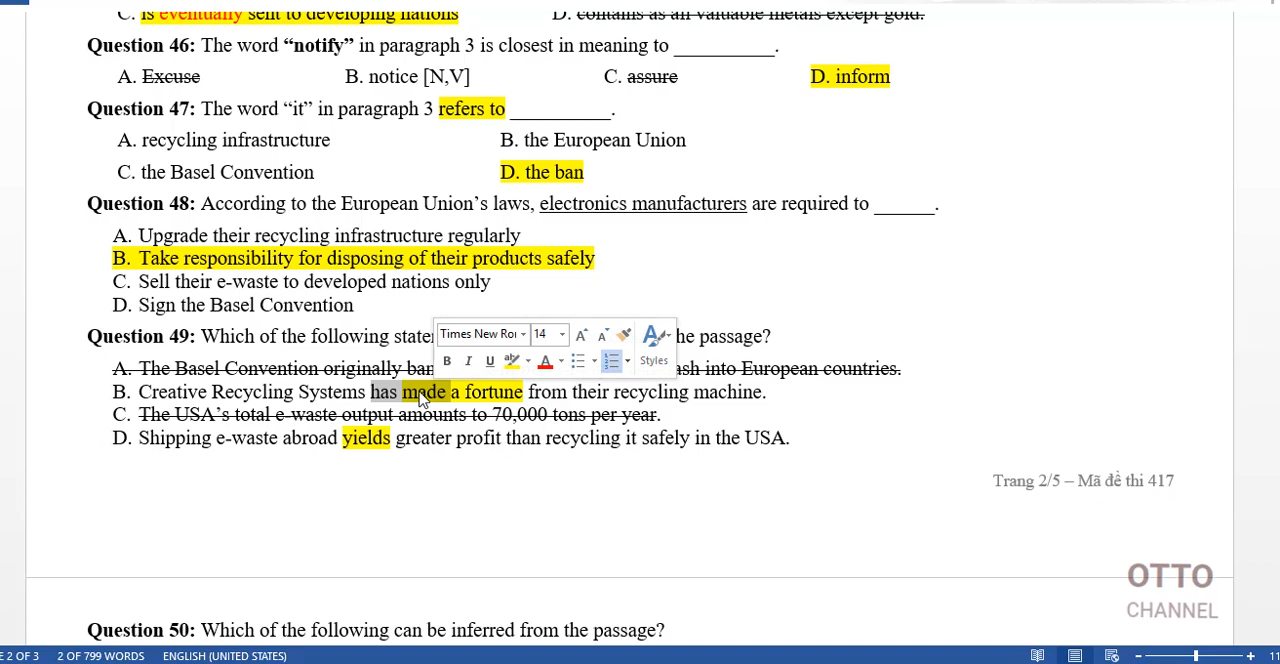 C. is eventually sent to developing nations D. contains as all valuable metals except gold.
Question 46: The word “notify” in paragraph 3 is closest in meaning to __________.
A. Excuse B. notice [N,V] C. assure D. inform
Question 47: The word “it” in paragraph 3 refers to __________.
A. recycling infrastructure B. the European Union
C. the Basel Convention D. the ban
Question 48: According to the European Union’s laws, electronics manufacturers are required to ______.
A. Upgrade their recycling infrastructure regularly
B. Take responsibility for disposing of their products safely
C. Sell their e-waste to developed nations only
D. Sign the Basel Convention
Question 49: Which of the following state he passage?
Times New Ro 14
Styles
A. The Basel Convention originally ban ash into European countries.
B. Creative Recycling Systems has made a fortune from their recycling machine.
C. The USA’s total e-waste output amounts to 70,000 tons per year.
D. Shipping e-waste abroad yields greater profit than recycling it safely in the USA.
Trang 2/5 – Mã đề thi 417
OTTO
CHANNEL
Question 50: Which of the following can be inferred from the passage?
E 2 OF 3 2 OF 799 WORDS ENGLISH (UNITED STATES) 11